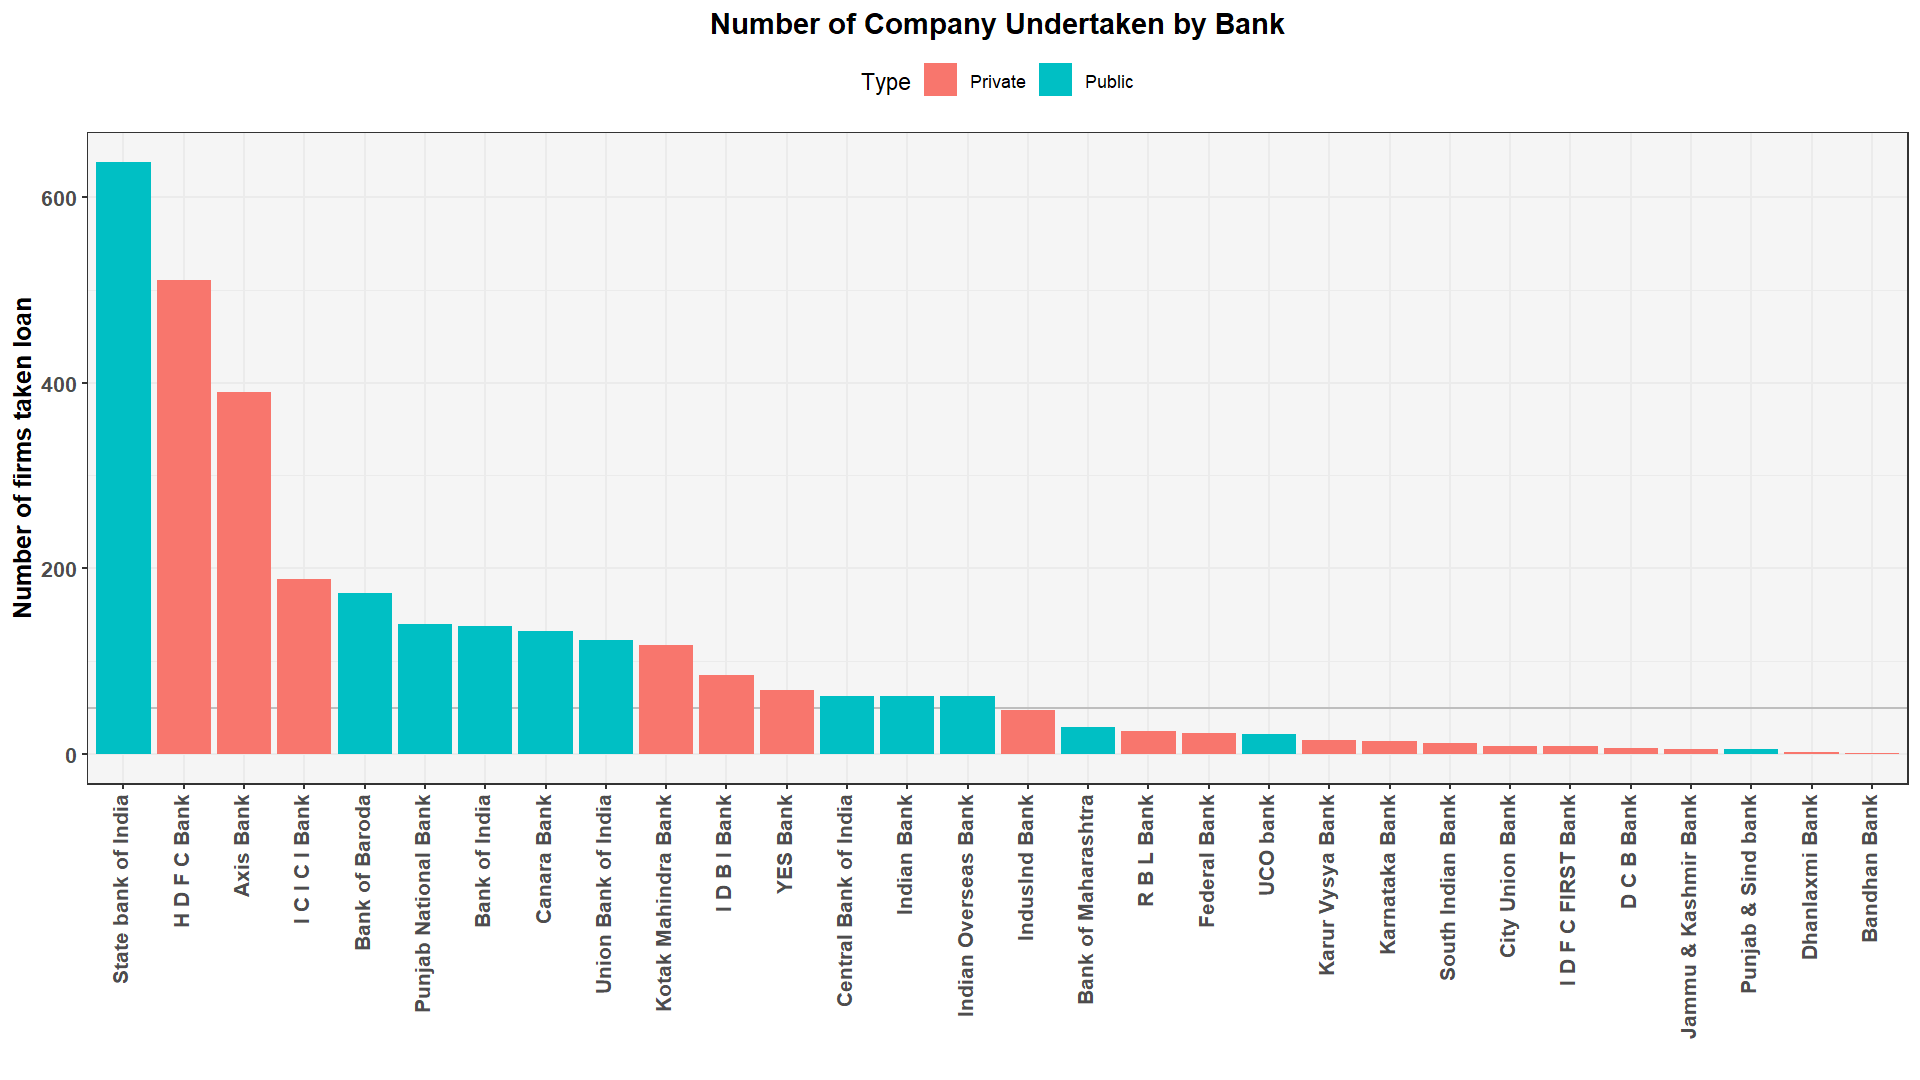 Number of Company Undertaken by Bank
Type Private Public
Number of firms taken loan
600
400
200
0
State bank of India
H D F C Bank
Axis Bank
I C I C I Bank
Bank of Baroda
Punjab National Bank
Bank of India
Canara Bank
Union Bank of India
Kotak Mahindra Bank
I D B I Bank
YES Bank
Central Bank of India
Indian Bank
Indian Overseas Bank
IndusInd Bank
Bank of Maharashtra
R B L Bank
Federal Bank
UCO bank
Karur Vysya Bank
Karnataka Bank
South Indian Bank
City Union Bank
I D F C FIRST Bank
D C B Bank
Jammu & Kashmir Bank
Punjab & Sind bank
Dhanlaxmi Bank
Bandhan Bank